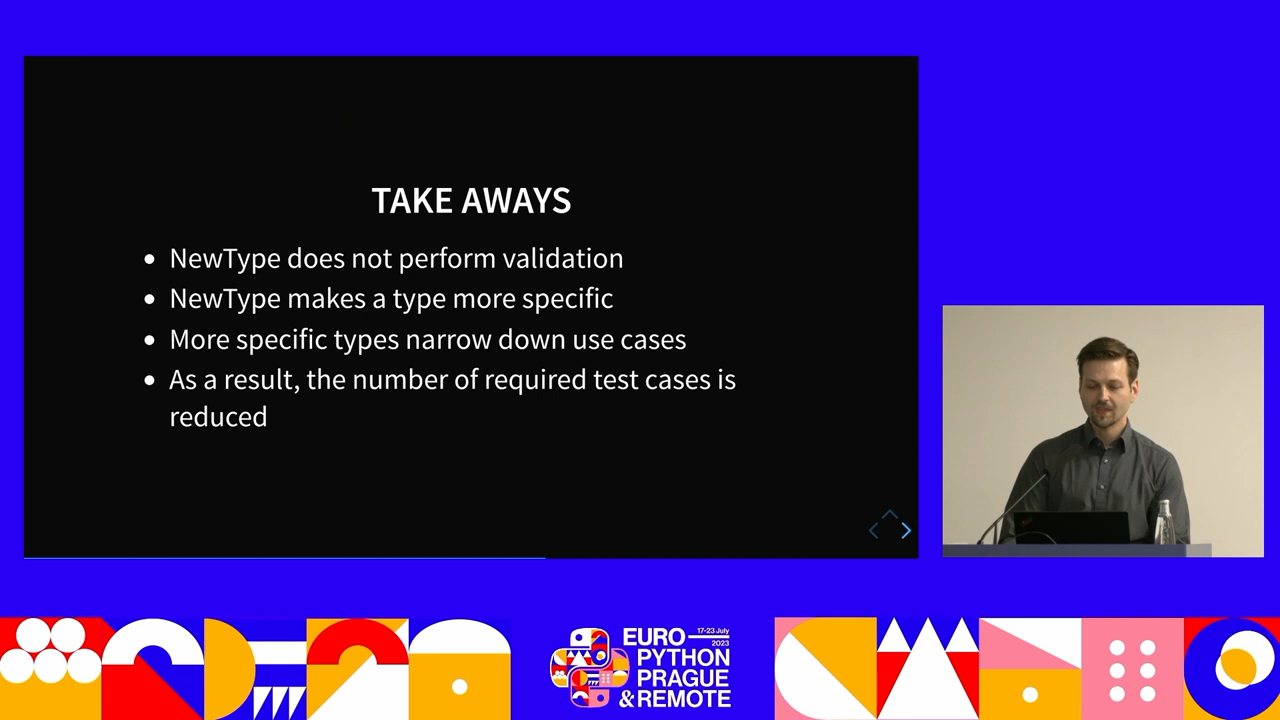 TAKE AWAYS
NewType does not perform validation
NewType makes a type more specific
More specific types narrow down use cases
As a result, the number of required test cases is
reduced
EURO 17-23 July
2023
PYTHON
PRAGUE
& REMOTE